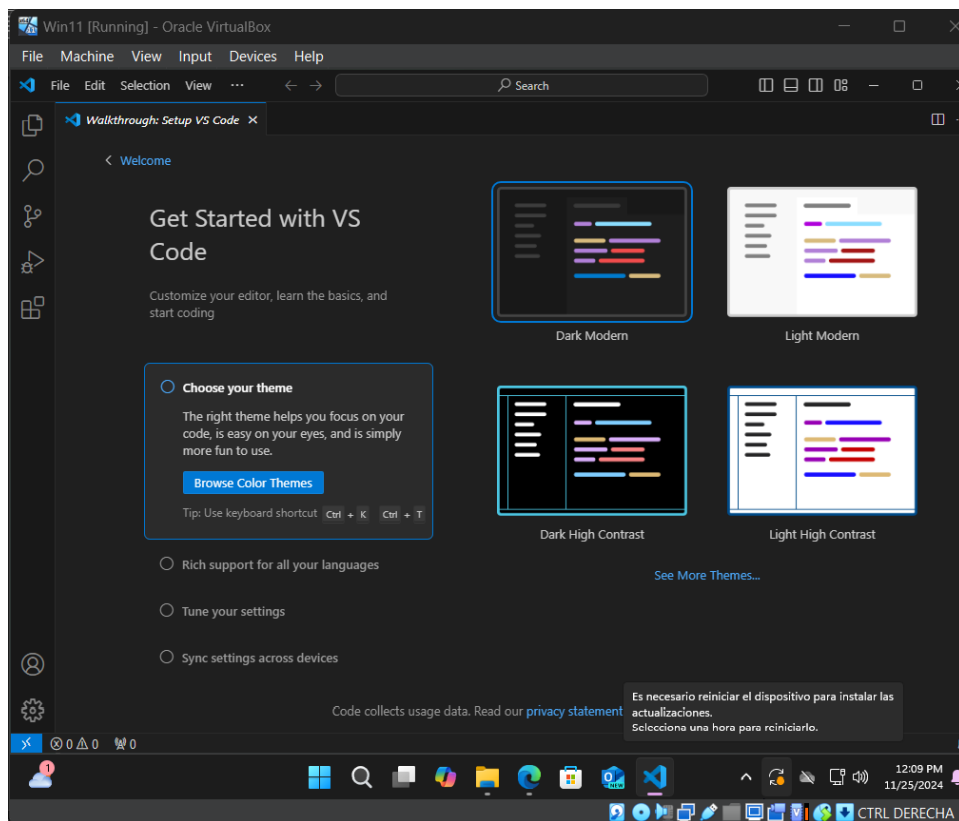 Win11 [Running] - Oracle VirtualBox
File Machine View Input Devices Help
File Edit Selection View ··· Search
Walkthrough: Setup VS Code
Welcome
Get Started with VS
Code
Customize your editor, learn the basics, and
start coding
Choose your theme
The right theme helps you focus on your
code, is easy on your eyes, and is simply
more fun to use.
Browse Color Themes
Tip: Use keyboard shortcut Ctrl + K Ctrl + T
Rich support for all your languages
Tune your settings
Sync settings across devices
Dark Modern
Light Modern
Dark High Contrast
Light High Contrast
See More Themes...
Code collects usage data. Read our privacy statement
Es necesario reiniciar el dispositivo para instalar las
actualizaciones.
Selecciona una hora para reiniciarlo.
0 0 0
1
NEW
12:09 PM
11/25/2024
CTRL DERECHA